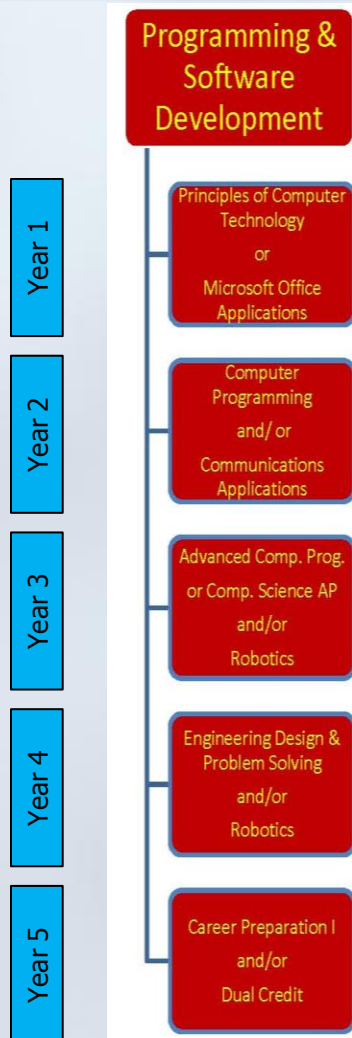 Programming &
Software
Development
Year 1
Principles of Computer
Technology
or
Microsoft Office
Applications
Year 2
Computer
Programming
and/ or
Communications
Applications
Year 3
Advanced Comp. Prog.
or Comp. Science AP
and/or
Robotics
Year 4
Engineering Design &
Problem Solving
and/or
Robotics
Year 5
Career Preparation I
and/or
Dual Credit